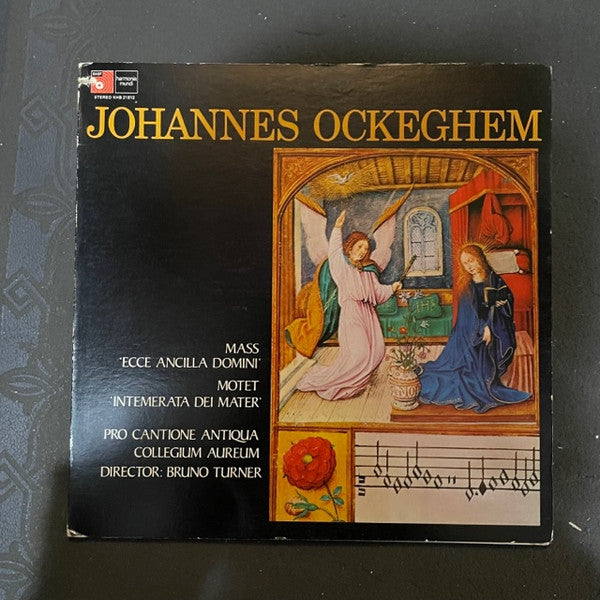 BASF
harmonia
mundi
STEREO KHB 21512
JOHANNES OCKEGHEM
MASS
'ECCE ANCILLA DOMINI'
MOTET
'INTEMERATA DEI MATER'
PRO CANTIONE ANTIQUA
COLLEGIUM AUREUM
DIRECTOR: BRUNO TURNER